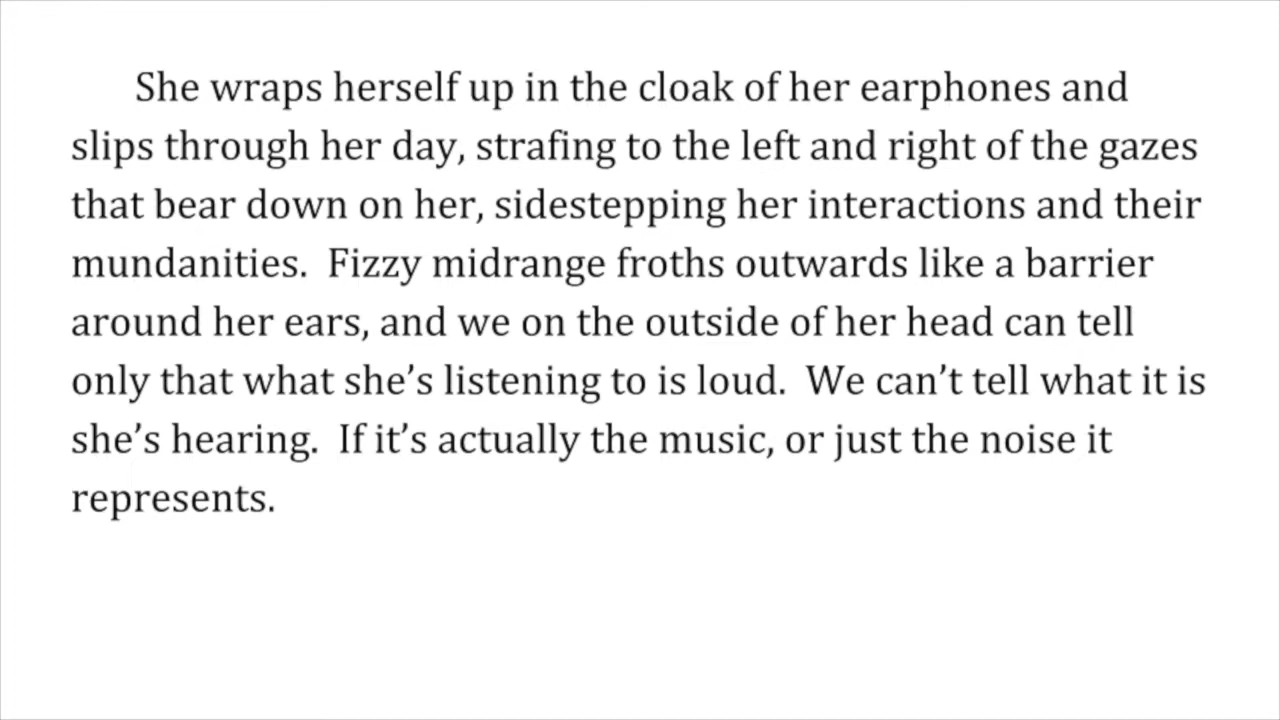 She wraps herself up in the cloak of her earphones and
slips through her day, strafing to the left and right of the gazes
that bear down on her, sidestepping her interactions and their
mundanities.  Fizzy midrange froths outwards like a barrier
around her ears, and we on the outside of her head can tell
only that what she’s listening to is loud.  We can’t tell what it is
she’s hearing.  If it’s actually the music, or just the noise it
represents.